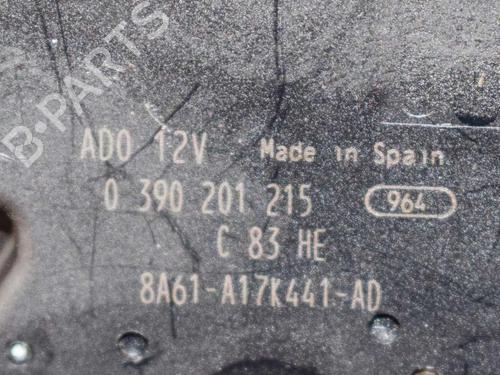 B-PARTS
ADO 12V Made in Spain
0 390 201 215 964
C 83 HE
8A61-A17K441-AD